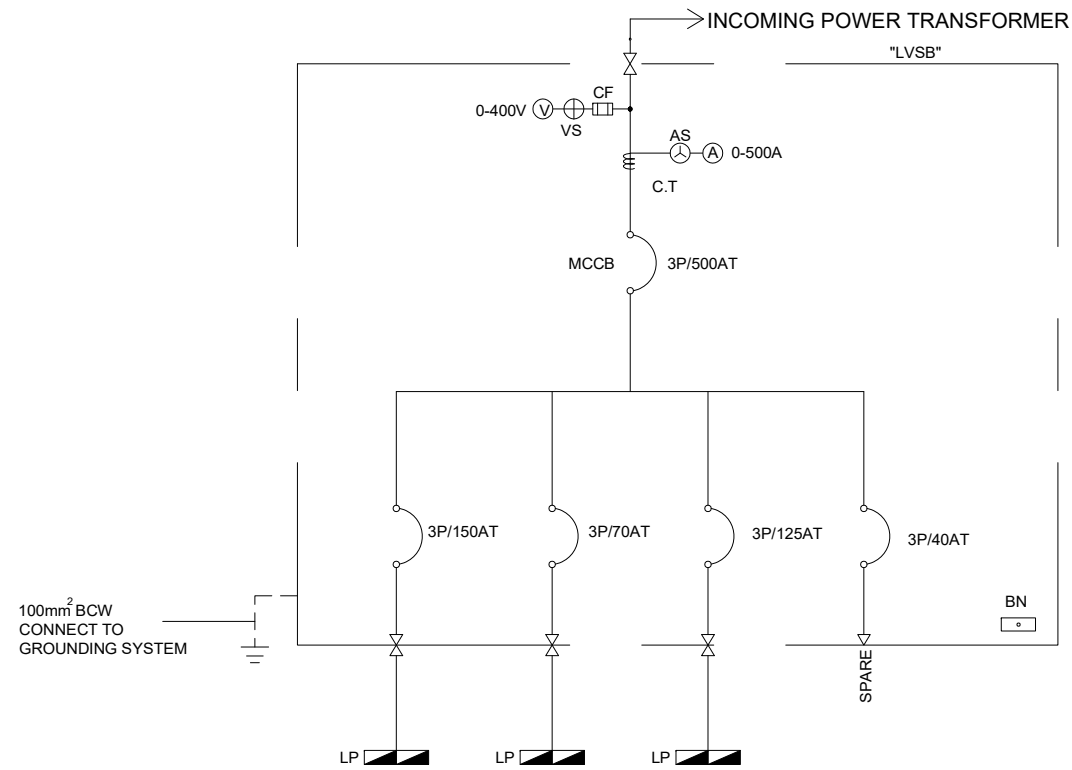 INCOMING POWER TRANSFORMER
"LVSB"
CF
0-400V
V
VS
AS
A
0-500A
C.T
MCCB
3P/500AT
3P/150AT
3P/70AT
3P/125AT
3P/40AT
100mm² BCW
CONNECT TO
GROUNDING SYSTEM
BN
SPARE
LP
LP
LP